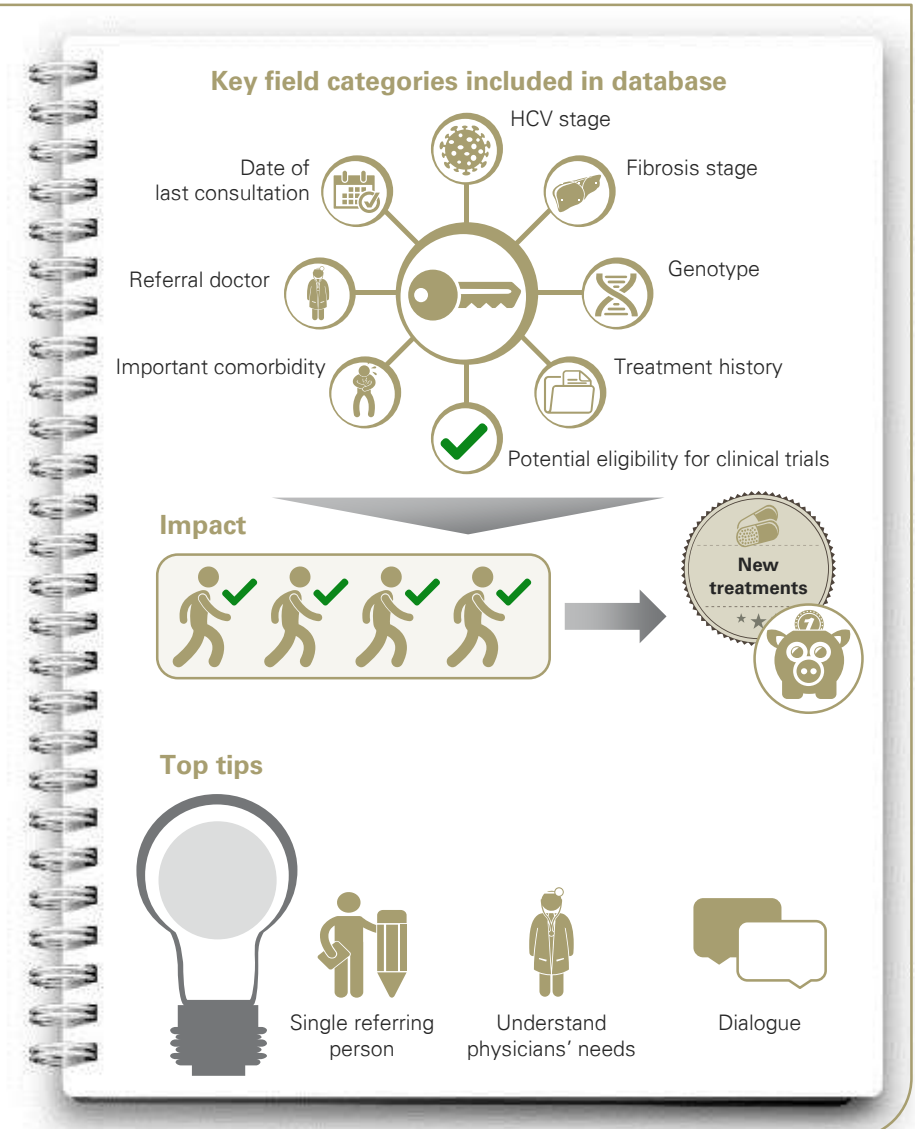 Key field categories included in database
HCV stage
Date of
last consultation
Fibrosis stage
Referral doctor
Genotype
Important comorbidity
Treatment history
Potential eligibility for clinical trials
Impact
New
treatments
1
Top tips
Single referring
person
Understand
physicians’ needs
Dialogue